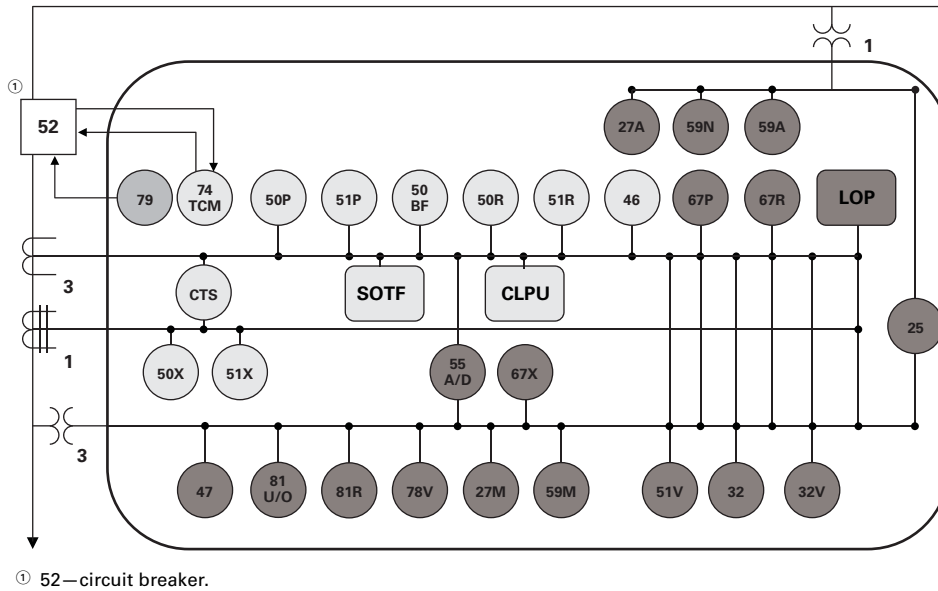 1
①
52
27A
59N
59A
79
74
TCM
50P
51P
50
BF
50R
51R
46
67P
67R
LOP
3
CTS
SOTF
CLPU
25
1
50X
51X
55
A/D
67X
3
47
81
U/O
81R
78V
27M
59M
51V
32
32V
① 52—circuit breaker.